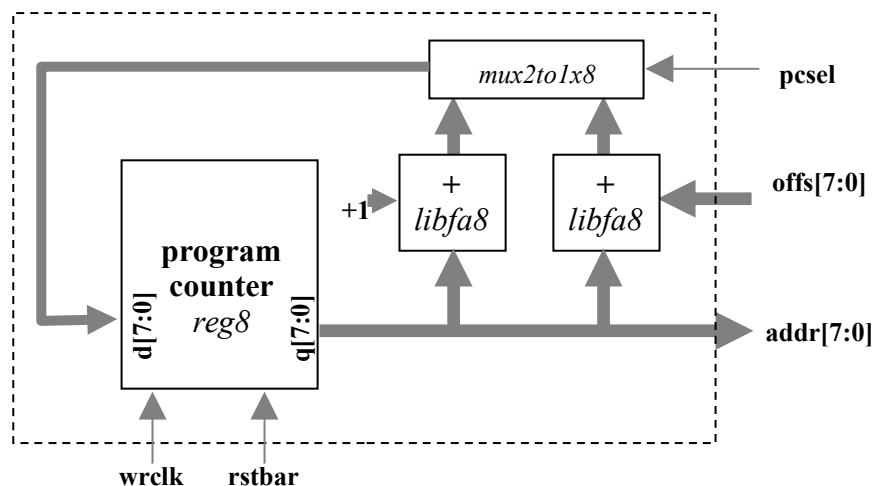 mux2to1x8
pcsel
+
libfa8
+
libfa8
+1
offs[7:0]
program
counter
reg8
d[7:0]
q[7:0]
addr[7:0]
wrclk
rstbar